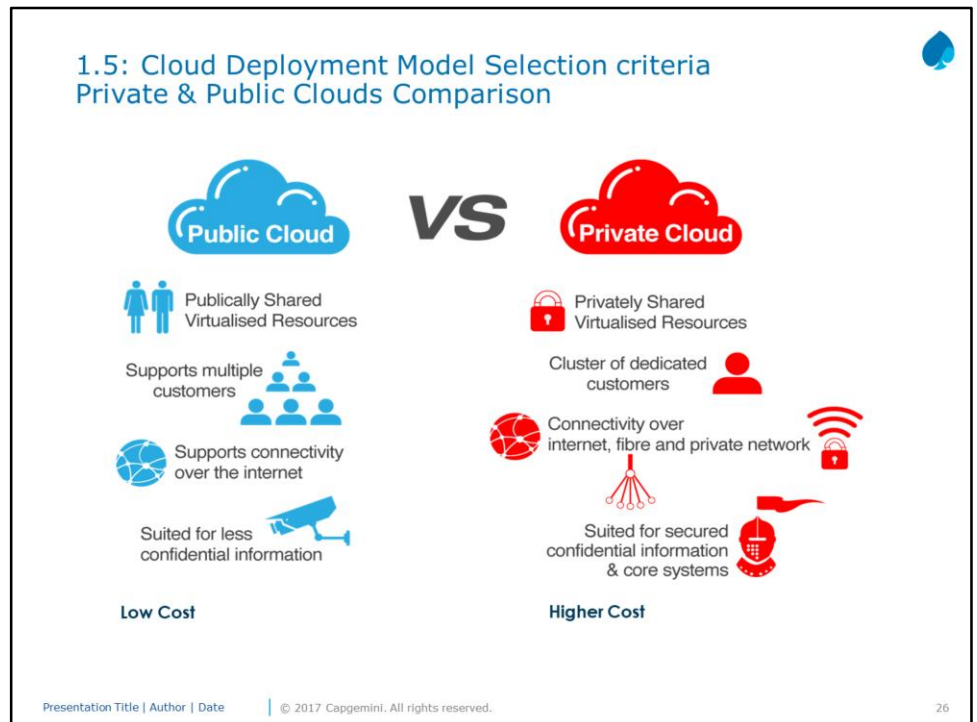 1.5: Cloud Deployment Model Selection criteria
Private & Public Clouds Comparison
Public Cloud
VS
Private Cloud
Publically Shared
Virtualised Resources
Supports multiple
customers
Supports connectivity
over the internet
Suited for less
confidential information
Low Cost
Privately Shared
Virtualised Resources
Cluster of dedicated
customers
Connectivity over
internet, fibre and private network
Suited for secured
confidential information
& core systems
Higher Cost
Presentation Title | Author | Date
© 2017 Capgemini. All rights reserved.
26